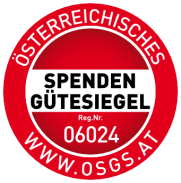 ÖSTERREICHISCHES
SPENDEN
GÜTESIEGEL
Reg.Nr.
06024
WWW.OSGS.AT